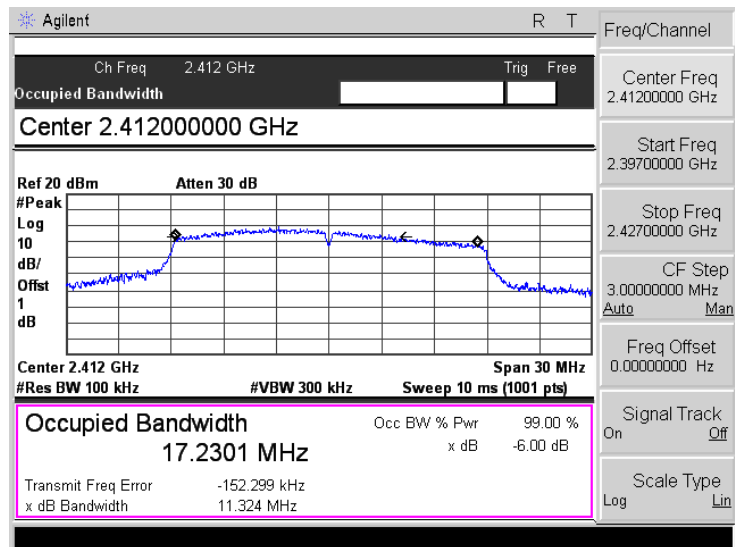 Agilent
R T
Ch Freq 2.412 GHz
Trig Free
Occupied Bandwidth
Center 2.412000000 GHz
Ref 20 dBm
Atten 30 dB
#Peak
Log
10
dB/
Offst
1
dB
Center 2.412 GHz
Span 30 MHz
#Res BW 100 kHz
#VBW 300 kHz
Sweep 10 ms (1001 pts)
Occupied Bandwidth
17.2301 MHz
Occ BW % Pwr 99.00 %
x dB -6.00 dB
Transmit Freq Error -152.299 kHz
x dB Bandwidth 11.324 MHz
Freq/Channel
Center Freq
2.41200000 GHz
Start Freq
2.39700000 GHz
Stop Freq
2.42700000 GHz
CF Step
3.00000000 MHz
Auto Man
Freq Offset
0.00000000 Hz
Signal Track
On Off
Scale Type
Log Lin